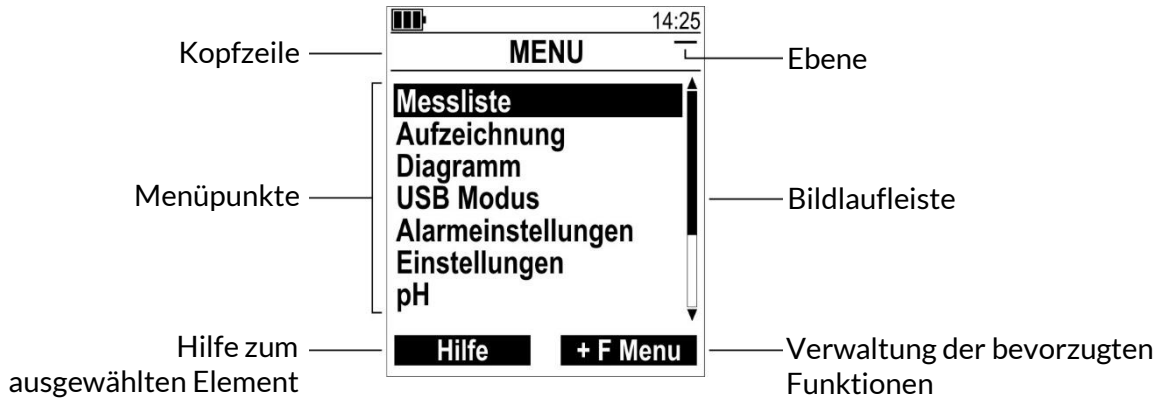 14:25
Kopfzeile
MENU
Ebene
Messliste
Aufzeichnung
Diagramm
Menüpunkte
USB Modus
Bildlaufleiste
Alarmeinstellungen
Einstellungen
pH
Hilfe zum
ausgewählten Element
Hilfe
+ F Menu
Verwaltung der bevorzugten
Funktionen